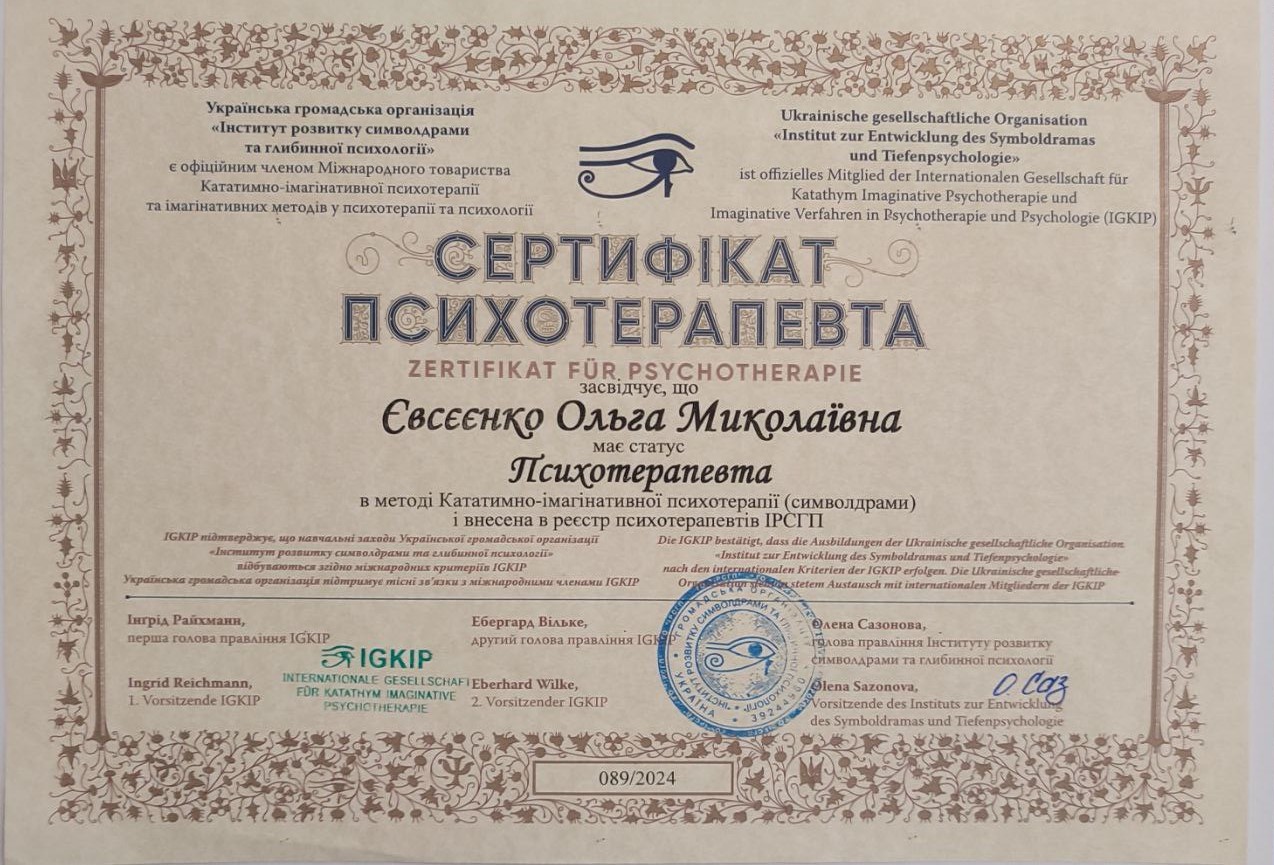 Українська громадська організація
«Інститут розвитку символдрами
та глибинної психології»
є офіційним членом Міжнародного товариства
Кататимно-імагінативної психотерапії
та імагінативних методів у психотерапії та психології
Ukrainische gesellschaftliche Organisation
«Institut zur Entwicklung des Symboldramas
und Tiefenpsychologie»
ist offizielles Mitglied der Internationalen Gesellschaft für
Katathym Imaginative Psychotherapie und
Imaginative Verfahren in Psychotherapie und Psychologie (IGKIP)
СЕРТИФІКАТ
ПСИХОТЕРАПЕВТА
ZERTIFIKAT FÜR PSYCHOTHERAPIE
засвідчує, що
Євсєєнко Ольга Миколаївна
має статус
Психотерапевта
в методі Кататимно-імагінативної психотерапії (символдрами)
і внесена в реєстр психотерапевтів ІРСГП
IGKIP підтверджує, що навчальні заходи Української громадської організації
«Інститут розвитку символдрами та глибинної психології»
відбуваються згідно міжнародних критеріїв IGKIP
Українська громадська організація підтримує тісні зв'язки з міжнародними членами IGKIP
Die IGKIP bestätigt, dass die Ausbildungen der Ukrainische gesellschaftliche Organisation
«Institut zur Entwicklung des Symboldramas und Tiefenpsychologie»
nach den internationalen Kriterien der IGKIP erfolgen. Die Ukrainische gesellschaftliche
stetem Austausch mit internationalen Mitgliedern der IGKIP
Інгрід Райхманн,
перша голова правління IGKIP
Ingrid Reichmann,
1. Vorsitzende IGKIP
IGKIP
INTERNATIONALE GESELLSCHAFT
FÜR KATATHYM IMAGINATIVE
PSYCHOTHERAPIE
Ебергард Вільке,
другий голова правління IGKIP
Eberhard Wilke,
2. Vorsitzender IGKIP
ГРОМАДСЬКА ОРГАНІЗАЦІЯ
УКРАЇНА * 39244900
Олена Сазонова,
голова правління Інституту розвитку
символдрами та глибинної психології
Olena Sazonova,
Vorsitzende des Instituts zur Entwicklung
des Symboldramas und Tiefenpsychologie
О. Саз
089/2024